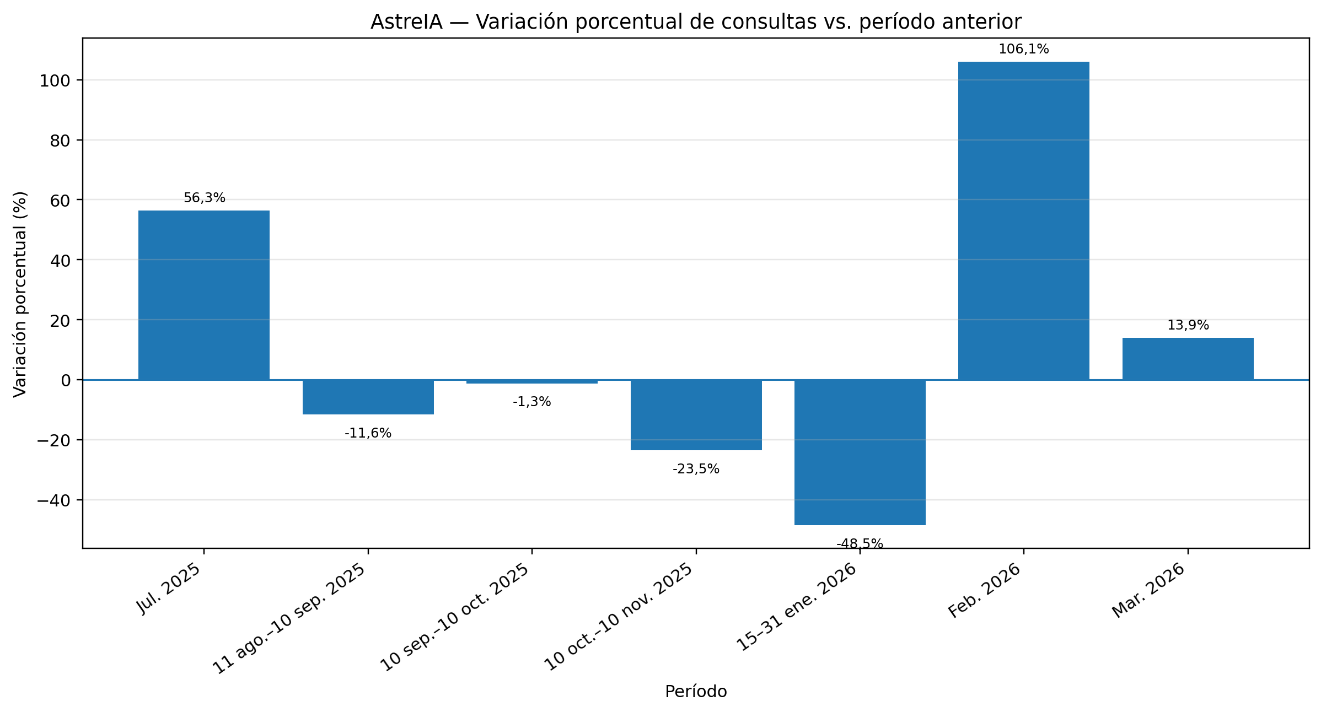 AstreIA — Variación porcentual de consultas vs. período anterior
Variación porcentual (%)
100
80
60
40
20
0
−20
−40
56,3%
-11,6%
-1,3%
-23,5%
-48,5%
106,1%
13,9%
Jul. 2025
11 ago.–10 sep. 2025
10 sep.–10 oct. 2025
10 oct.–10 nov. 2025
15–31 ene. 2026
Feb. 2026
Mar. 2026
Período